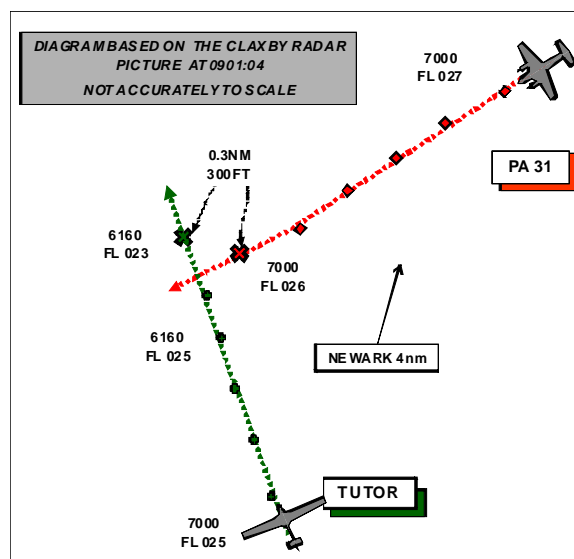 DIAGRAM BASED ON THE CLAXBY RADAR
PICTURE AT 0901:04
NOT ACCURATELY TO SCALE
7000
FL 027
0.3NM
300FT
PA 31
6160
FL 023
7000
FL 026
6160
FL 025
NEWARK 4nm
TUTOR
7000
FL 025